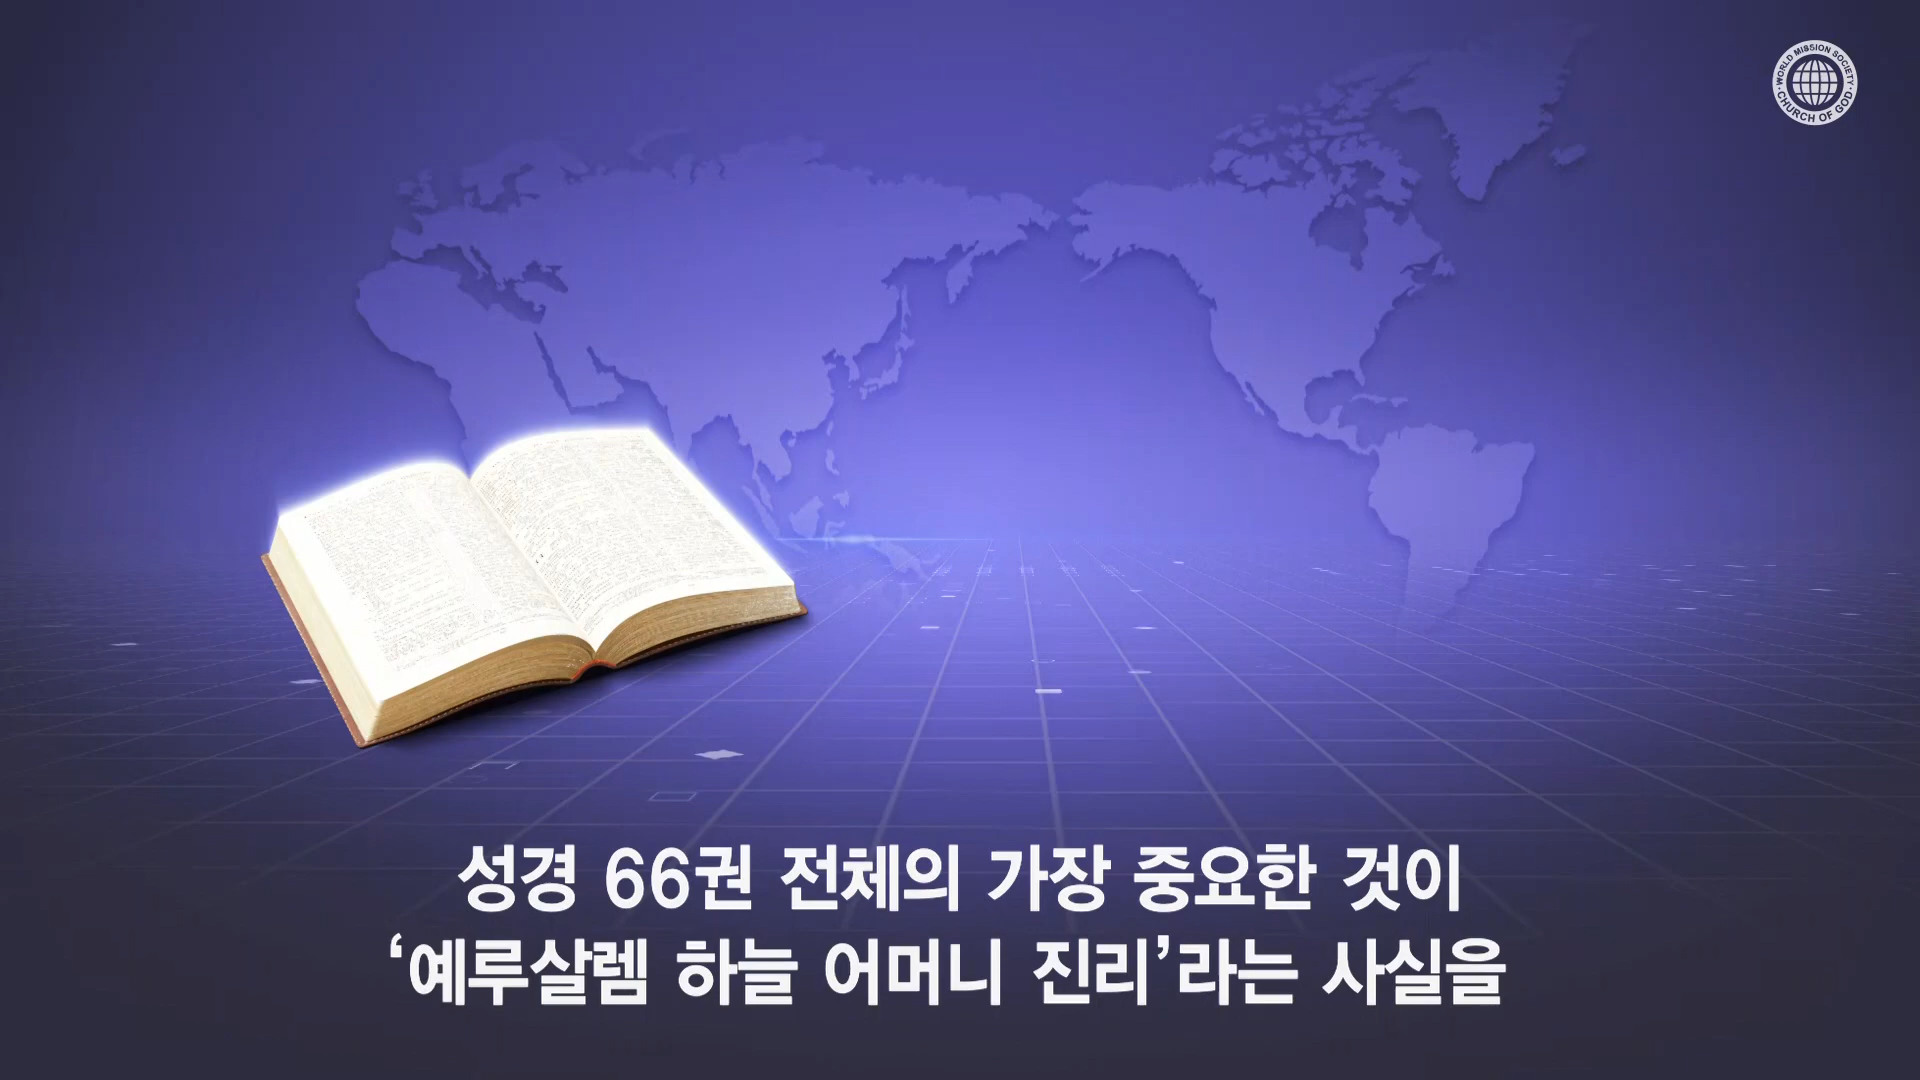 WORLD MISSION SOCIETY
CHURCH OF GOD
성경 66권 전체의 가장 중요한 것이
‘예루살렘 하늘 어머니 진리’라는 사실을